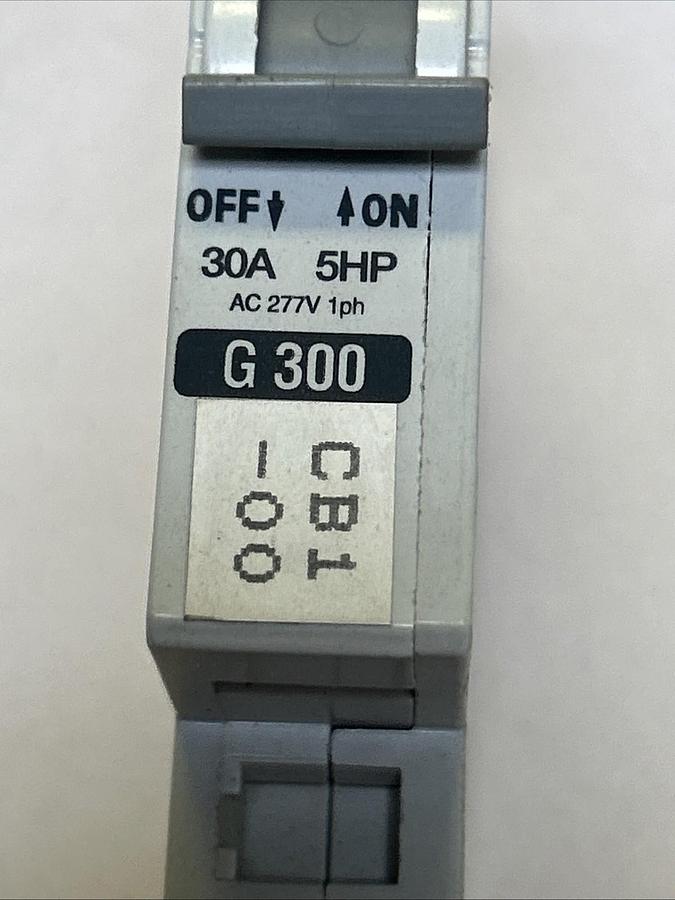 OFF↓ ↑ON
30A 5HP
AC 277V 1ph
G 300
CB1
-00